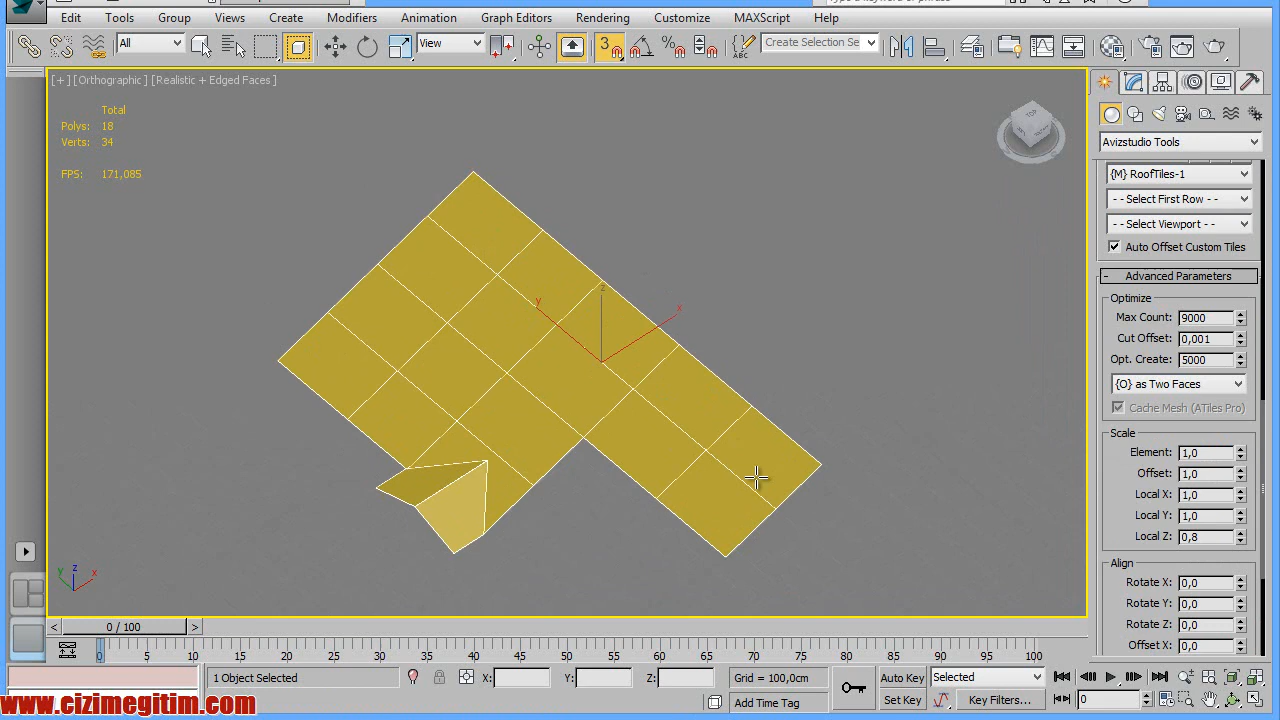 Edit Tools Group Views Create Modifiers Animation Graph Editors Rendering Customize MAXScript Help
All View 3 ABC Create Selection Se
[+] [Orthographic] [Realistic + Edged Faces]
Total
Polys: 18
Verts: 34
FPS: 171,085
TOP
z
y
x
z
y x
Avizstudio Tools
{M} RoofTiles-1
- - Select First Row - -
- - Select Viewport - -
Auto Offset Custom Tiles
- Advanced Parameters
Optimize
Max Count: 9000
Cut Offset: 0,001
Opt. Create: 5000
{O} as Two Faces
Cache Mesh (ATiles Pro)
Scale
Element: 1,0
Offset: 1,0
Local X: 1,0
Local Y: 1,0
Local Z: 0,8
Align
Rotate X: 0,0
Rotate Y: 0,0
Rotate Z: 0,0
Offset X: 0,0
< 0 / 100 >
0 5 10 15 20 25 30 35 40 45 50 55 60 65 70 75 80 85 90 95 100
1 Object Selected X: Y: Z: Grid = 100,0cm Auto Key Selected
Add Time Tag Set Key Key Filters... 0
www.cizimegitim.com